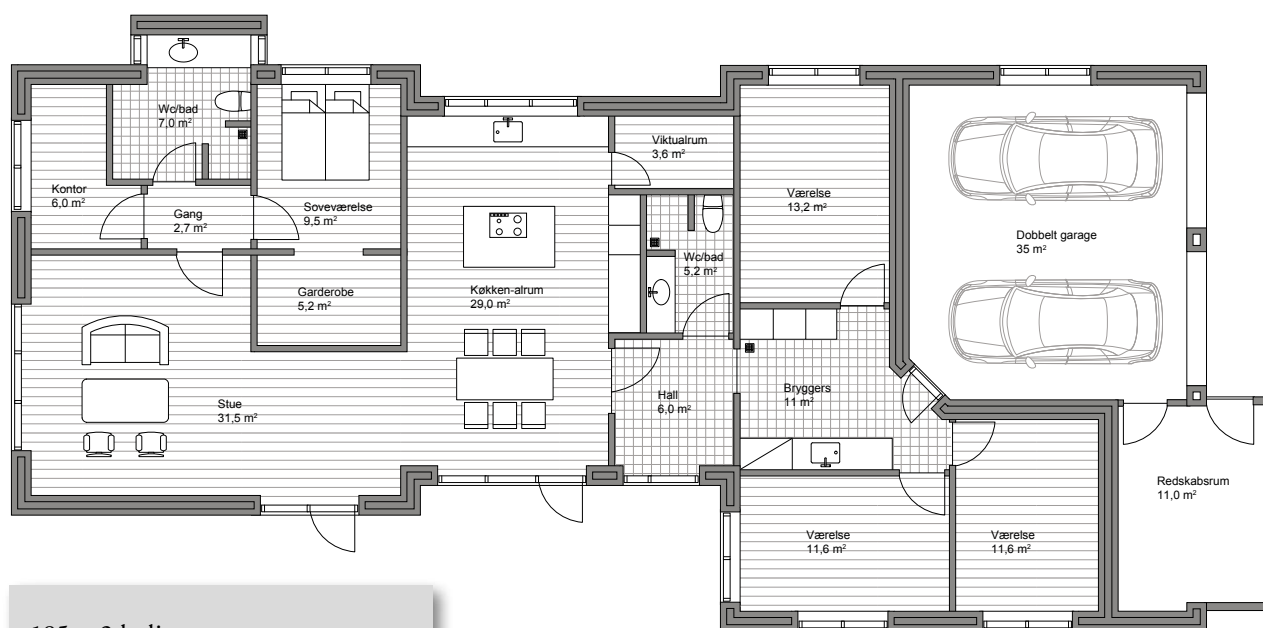 Wc/bad
7,0 m²
Kontor
6,0 m²
Gang
2,7 m²
Soveværelse
9,5 m²
Garderobe
5,2 m²
Stue
31,5 m²
Køkken-alrum
29,0 m²
Viktualrum
3,6 m²
Wc/bad
5,2 m²
Hall
6,0 m²
Værelse
13,2 m²
Bryggers
11 m²
Dobbelt garage
35 m²
Værelse
11,6 m²
Værelse
11,6 m²
Redskabsrum
11,0 m²